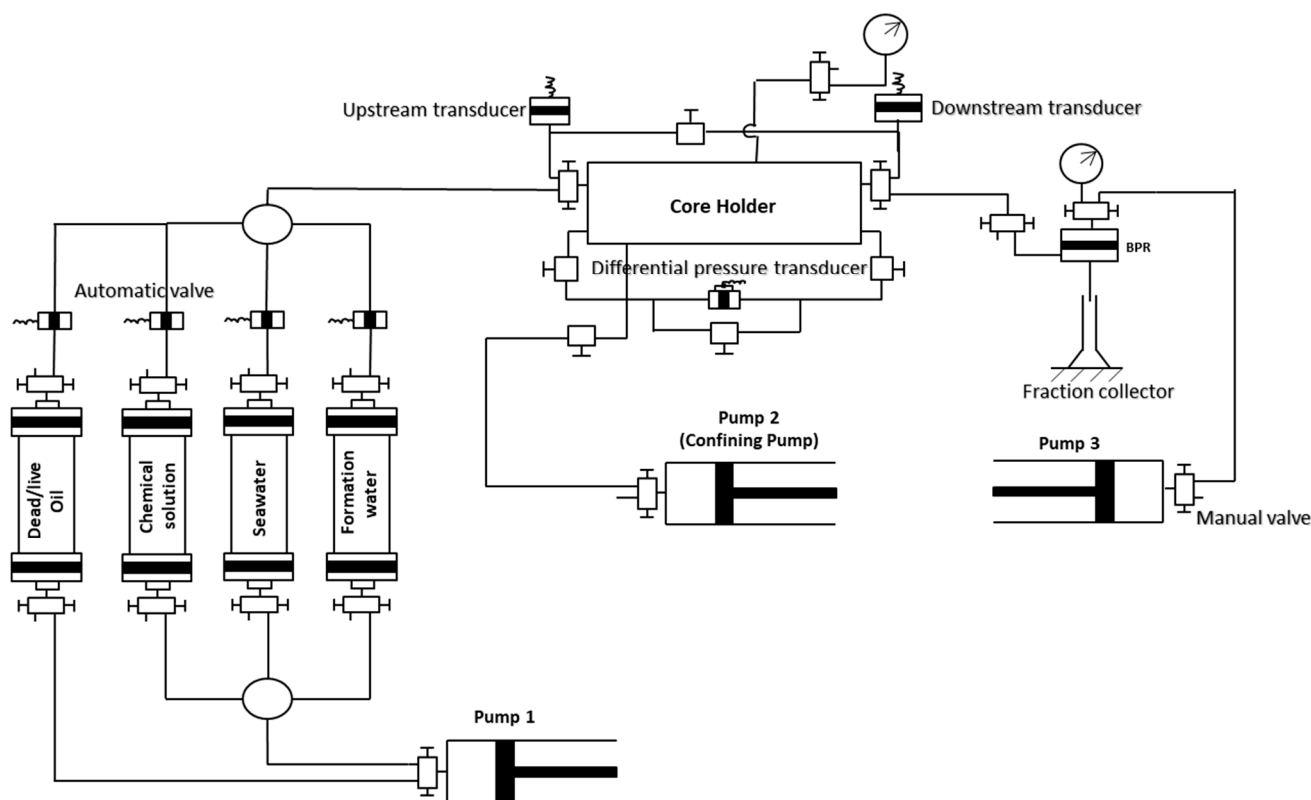 Upstream transducer
Downstream transducer
Core Holder
BPR
Differential pressure transducer
Automatic valve
Fraction collector
Pump 2
(Confining Pump)
Pump 3
Manual valve
Dead/live
Oil
Chemical
solution
Seawater
Formation
water
Pump 1